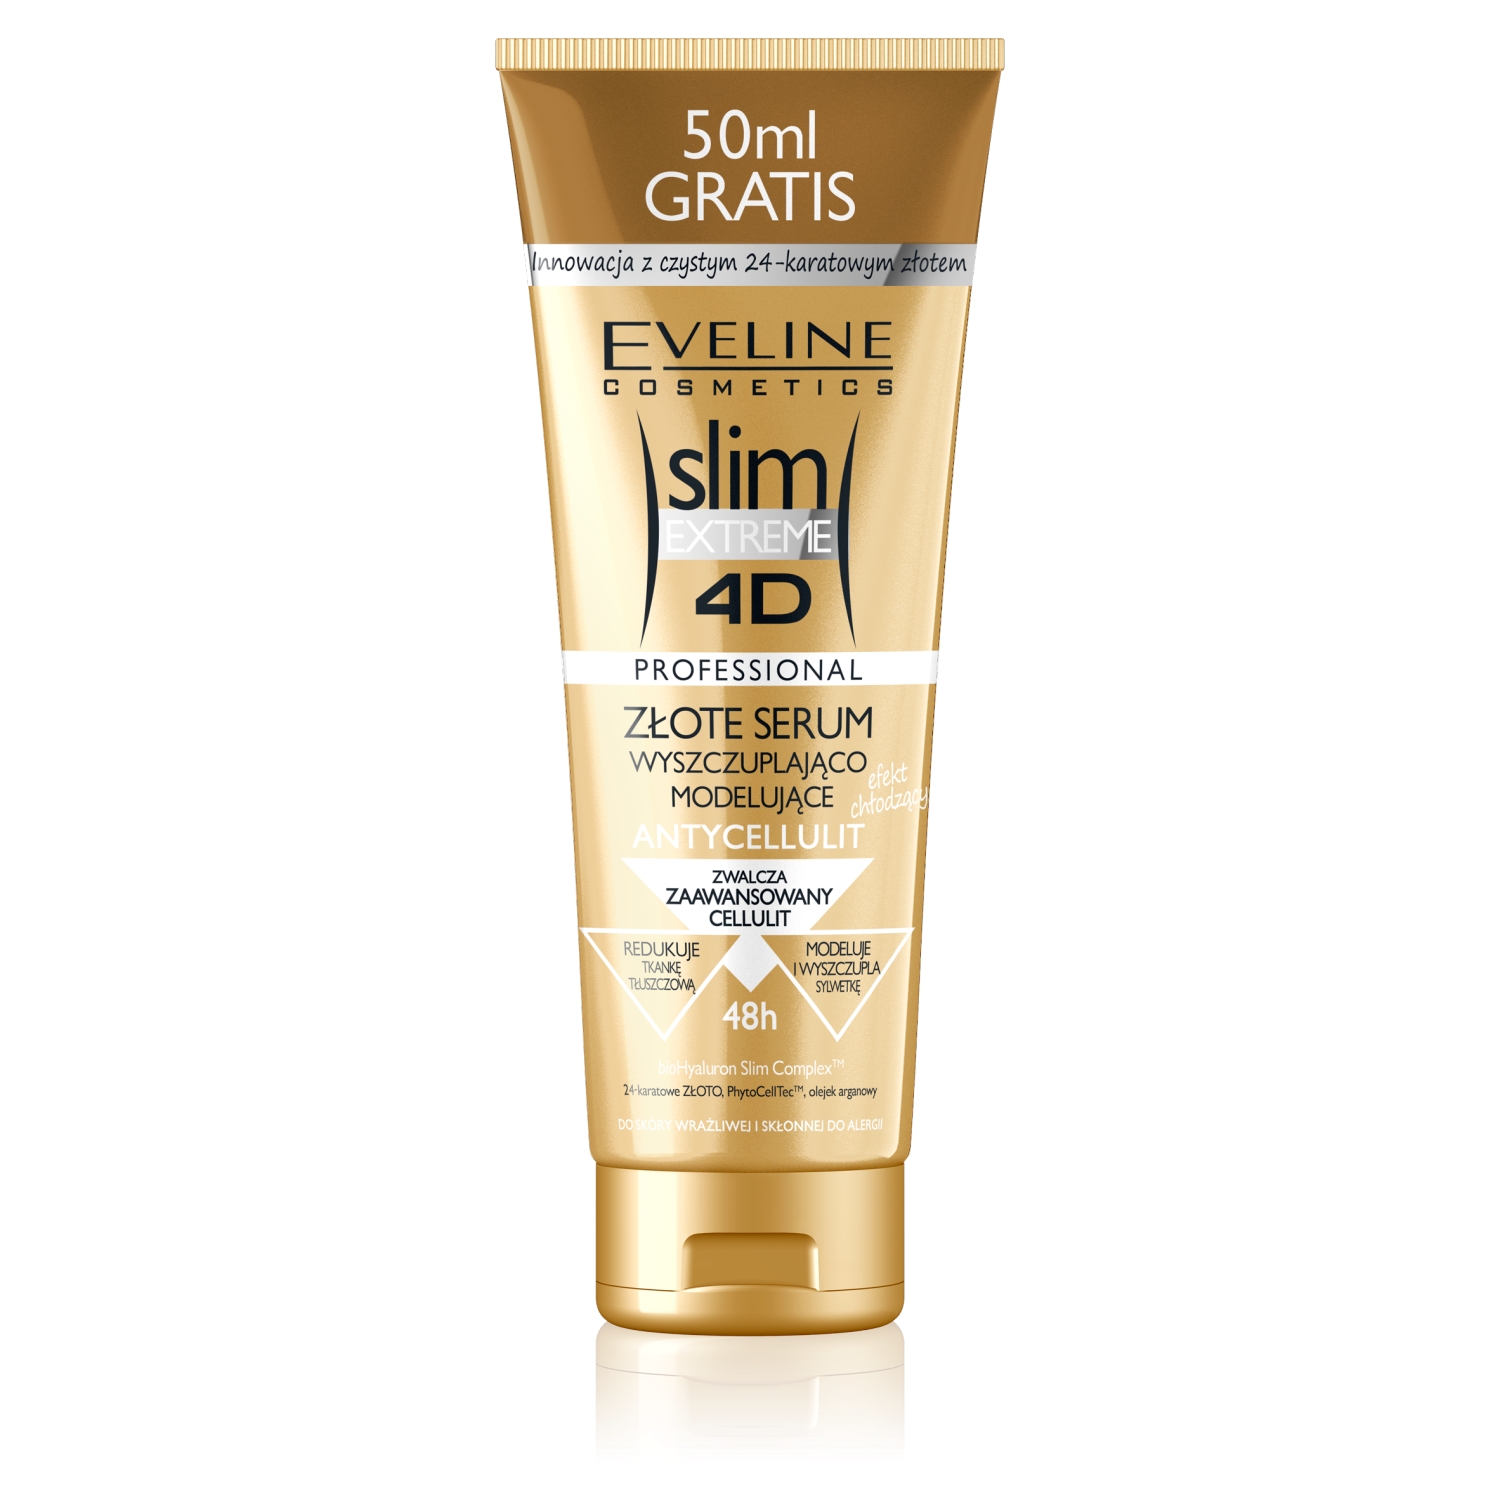 50ml
GRATIS
Innowacja z czystym 24-karatowym złotem
EVELINE
COSMETICS
slim
EXTREME
4D
PROFESSIONAL
ZŁOTE SERUM
WYSZCZUPLAJĄCO
MODELUJĄCE
efekt
chłodzący
ANTYCELLULIT
ZWALCZA
ZAAWANSOWANY
CELLULIT
REDUKUJE
TKANKĘ
TŁUSZCZOWĄ
MODELUJE
I WYSZCZUPLA
SYLWETKĘ
48h
bioHyaluron Slim Complex™
24-karatowe ZŁOTO, PhytoCellTec™, olejek arganowy
DO SKÓRY WRAŻLIWEJ I SKŁONNEJ DO ALERGII